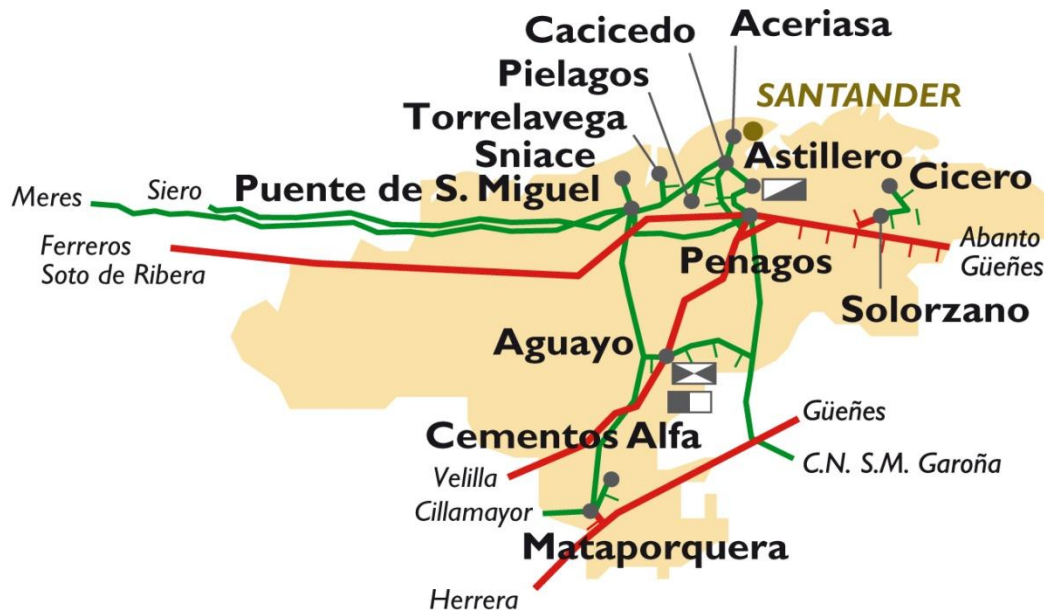 Aceriasa
Cacicedo
Pielagos
SANTANDER
Torrelavega
Astillero
Sniace
Cicero
Puente de S. Miguel
Siero
Meres
Ferreros
Soto de Ribera
Abanto
Güeñes
Penagos
Solorzano
Aguayo
Güeñes
Cementos Alfa
C.N. S.M. Garoña
Velilla
Cillamayor
Mataporquera
Herrera